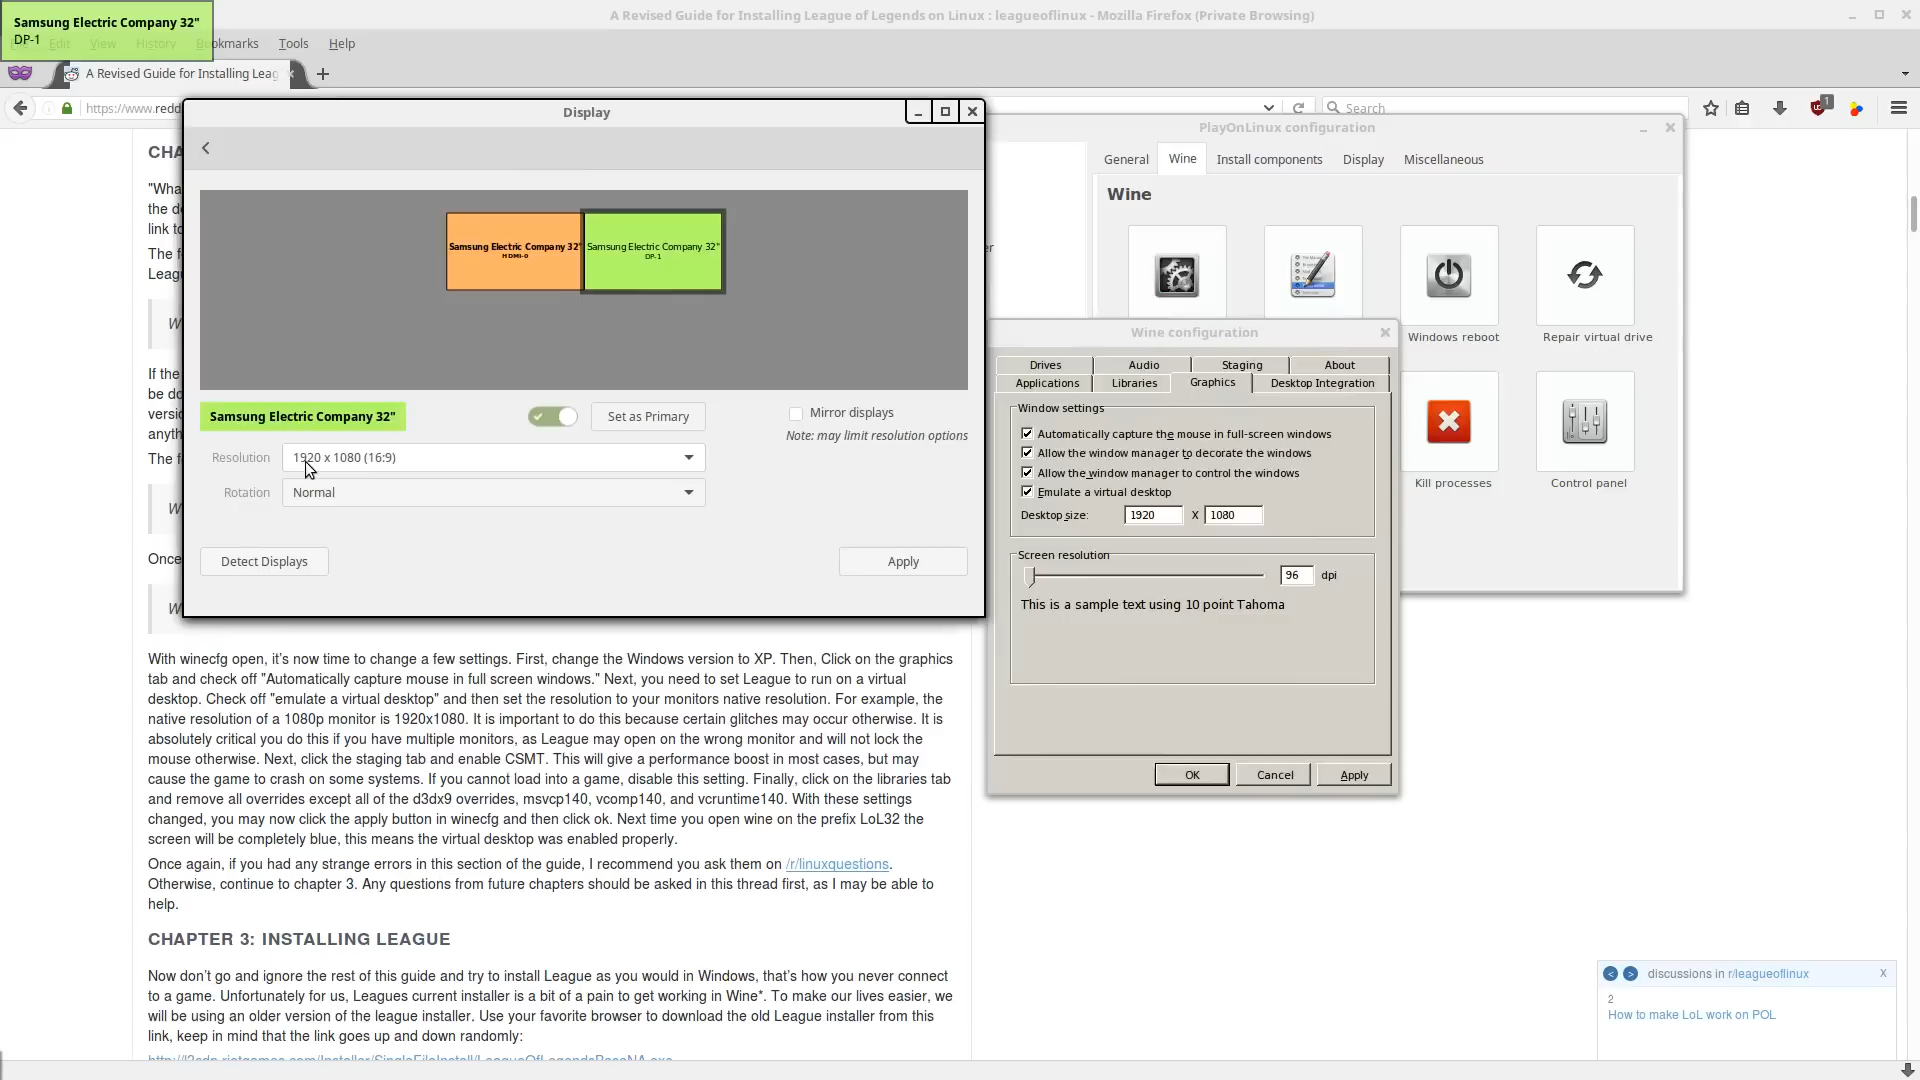 Samsung Electric Company 32"
DP-1
A Revised Guide for Installing League of Legends on Linux : leagueoflinux - Mozilla Firefox (Private Browsing)
Edit View History Bookmarks Tools Help
A Revised Guide for Installing Leag
https://www.redd
Search
1
Display
Samsung Electric Company 32"
HDMI-0
Samsung Electric Company 32"
DP-1
Samsung Electric Company 32"
Set as Primary
Mirror displays
Note: may limit resolution options
Resolution
1920 x 1080 (16:9)
Rotation
Normal
Detect Displays
Apply
PlayOnLinux configuration
General Wine Install components Display Miscellaneous
Wine
Windows reboot
Repair virtual drive
Kill processes
Control panel
Wine configuration
Drives Audio Staging About
Applications Libraries Graphics Desktop Integration
Window settings
Automatically capture the mouse in full-screen windows
Allow the window manager to decorate the windows
Allow the window manager to control the windows
Emulate a virtual desktop
Desktop size: 1920 X 1080
Screen resolution
96 dpi
This is a sample text using 10 point Tahoma
OK Cancel Apply
CHA
"Wha
the d
link to
The f
Leagu
W
If the
be do
versi
anyth
The f
W
Once
W
er
With winecfg open, it's now time to change a few settings. First, change the Windows version to XP. Then, Click on the graphics
tab and check off "Automatically capture mouse in full screen windows." Next, you need to set League to run on a virtual
desktop. Check off "emulate a virtual desktop" and then set the resolution to your monitors native resolution. For example, the
native resolution of a 1080p monitor is 1920x1080. It is important to do this because certain glitches may occur otherwise. It is
absolutely critical you do this if you have multiple monitors, as League may open on the wrong monitor and will not lock the
mouse otherwise. Next, click the staging tab and enable CSMT. This will give a performance boost in most cases, but may
cause the game to crash on some systems. If you cannot load into a game, disable this setting. Finally, click on the libraries tab
and remove all overrides except all of the d3dx9 overrides, msvcp140, vcomp140, and vcruntime140. With these settings
changed, you may now click the apply button in winecfg and then click ok. Next time you open wine on the prefix LoL32 the
screen will be completely blue, this means the virtual desktop was enabled properly.
Once again, if you had any strange errors in this section of the guide, I recommend you ask them on /r/linuxquestions.
Otherwise, continue to chapter 3. Any questions from future chapters should be asked in this thread first, as I may be able to
help.
CHAPTER 3: INSTALLING LEAGUE
Now don't go and ignore the rest of this guide and try to install League as you would in Windows, that's how you never connect
to a game. Unfortunately for us, Leagues current installer is a bit of a pain to get working in Wine*. To make our lives easier, we
will be using an older version of the league installer. Use your favorite browser to download the old League installer from this
link, keep in mind that the link goes up and down randomly:
http://l3cdn.riotgames.com/Installer/SingleFileInstall/LeagueOfLegendsBaseNA.exe
< > discussions in r/leagueoflinux X
2
How to make LoL work on POL